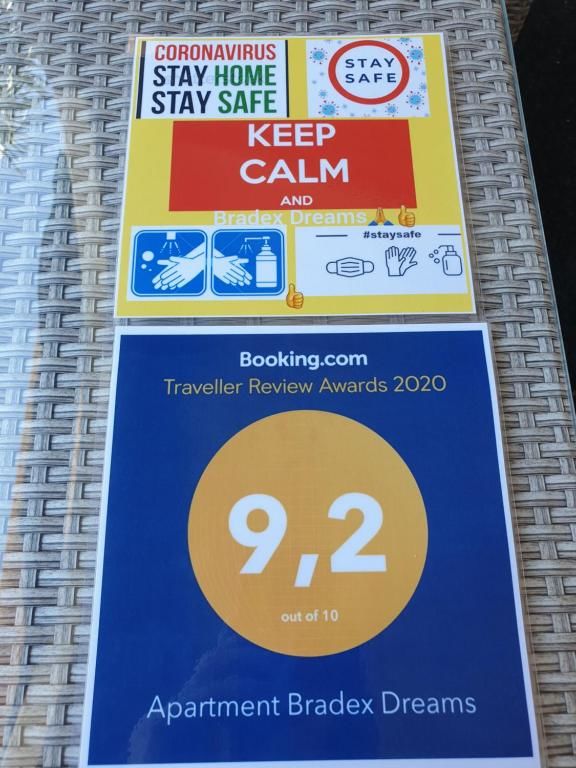 CORONAVIRUS
STAY HOME
STAY SAFE
STAY
SAFE
KEEP
CALM
AND
Bradex Dreams🙏👍
#staysafe
👍
Booking.com
Traveller Review Awards 2020
9,2
out of 10
Apartment Bradex Dreams